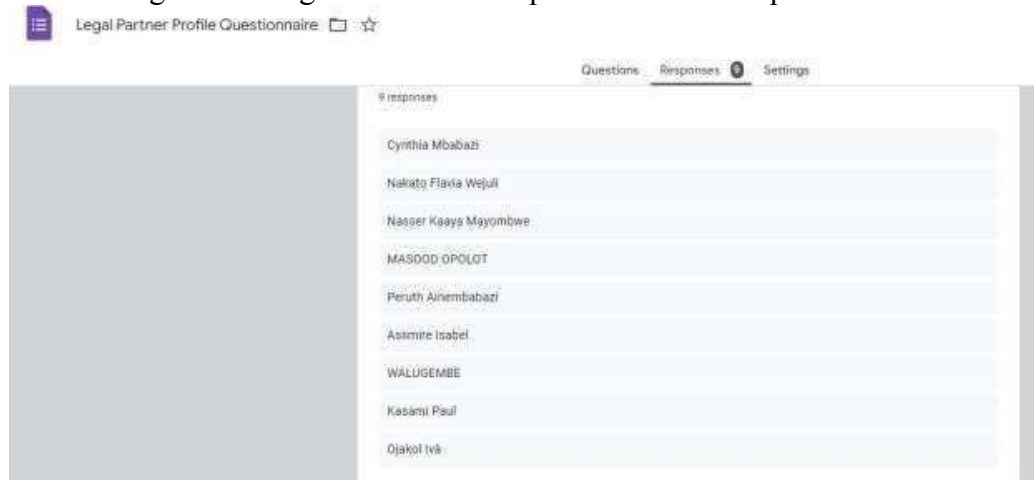 Legal Partner Profile Questionnaire
Questions Responses 9 Settings
9 responses
Cynthia Mbabazi
Nakato Flavia Wejuli
Nasser Kaaya Mayombwe
MASOOD OPOLOT
Peruth Ainembabazi
Asiimire Isabel
WALUGEMBE
Kasami Paul
Ojakol Ivã